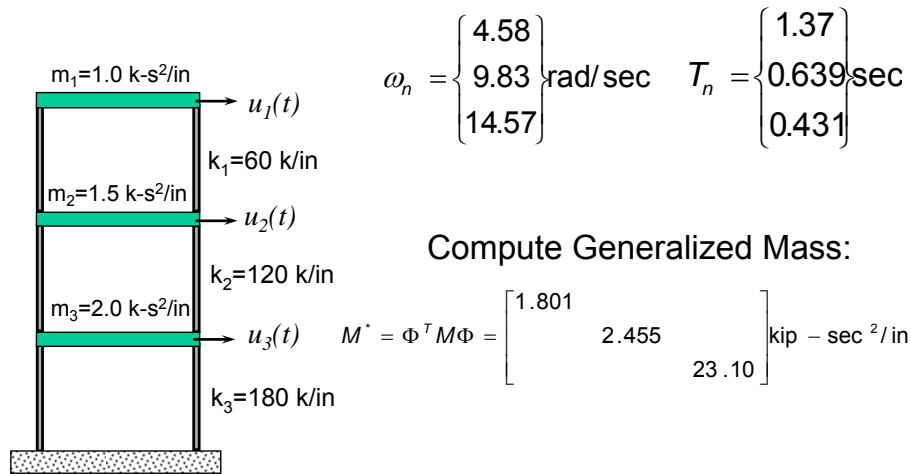 m₁=1.0 k-s²/in
u₁(t)
k₁=60 k/in
m₂=1.5 k-s²/in
u₂(t)
k₂=120 k/in
m₃=2.0 k-s²/in
u₃(t)
k₃=180 k/in
ωₙ = {4.58 9.83 14.57} rad/sec
Tₙ = {1.37 0.639 0.431} sec
Compute Generalized Mass:
M* = Φᵀ MΦ = [1.801 2.455 23.10] kip – sec²/in